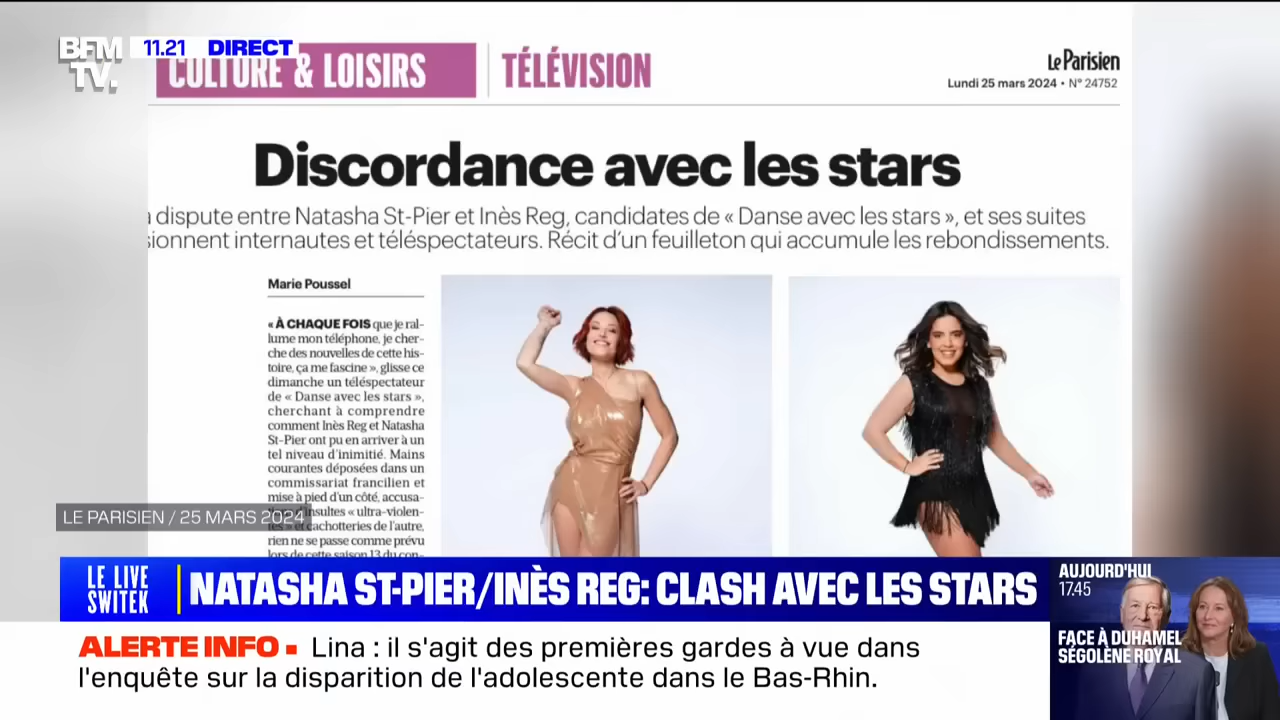 BFM
TV.
11.21 DIRECT
CULTURE & LOISIRS
TÉLÉVISION
Le Parisien
Lundi 25 mars 2024 • N° 24752
Discordance avec les stars
dispute entre Natasha St-Pier et Inès Reg, candidates de « Danse avec les stars », et ses suites
sionnent internautes et téléspectateurs. Récit d'un feuilleton qui accumule les rebondissements.
Marie Poussel
« À CHAQUE FOIS que je ral-
lume mon téléphone, je cher-
che des nouvelles de cette his-
toire, ça me fascine », glisse ce
dimanche un téléspectateur
de « Danse avec les stars »,
cherchant à comprendre
comment Inès Reg et Natasha
St-Pier ont pu en arriver à un
tel niveau d'inimitié. Mains
courantes déposées dans un
commissariat francilien et
mise à pied d'un côté, accusa-
d'insultes « ultra-violen-
» et cachotteries de l'autre,
rien ne se passe comme prévu
lors de cette saison 13 du con-
LE PARISIEN / 25 MARS 2024
LE LIVE
SWITEK
NATASHA ST-PIER/INÈS REG: CLASH AVEC LES STARS
AUJOURD'HUI
17.45
FACE À DUHAMEL
SÉGOLÈNE ROYAL
ALERTE INFO ▪ Lina : il s'agit des premières gardes à vue dans
l'enquête sur la disparition de l'adolescente dans le Bas-Rhin.